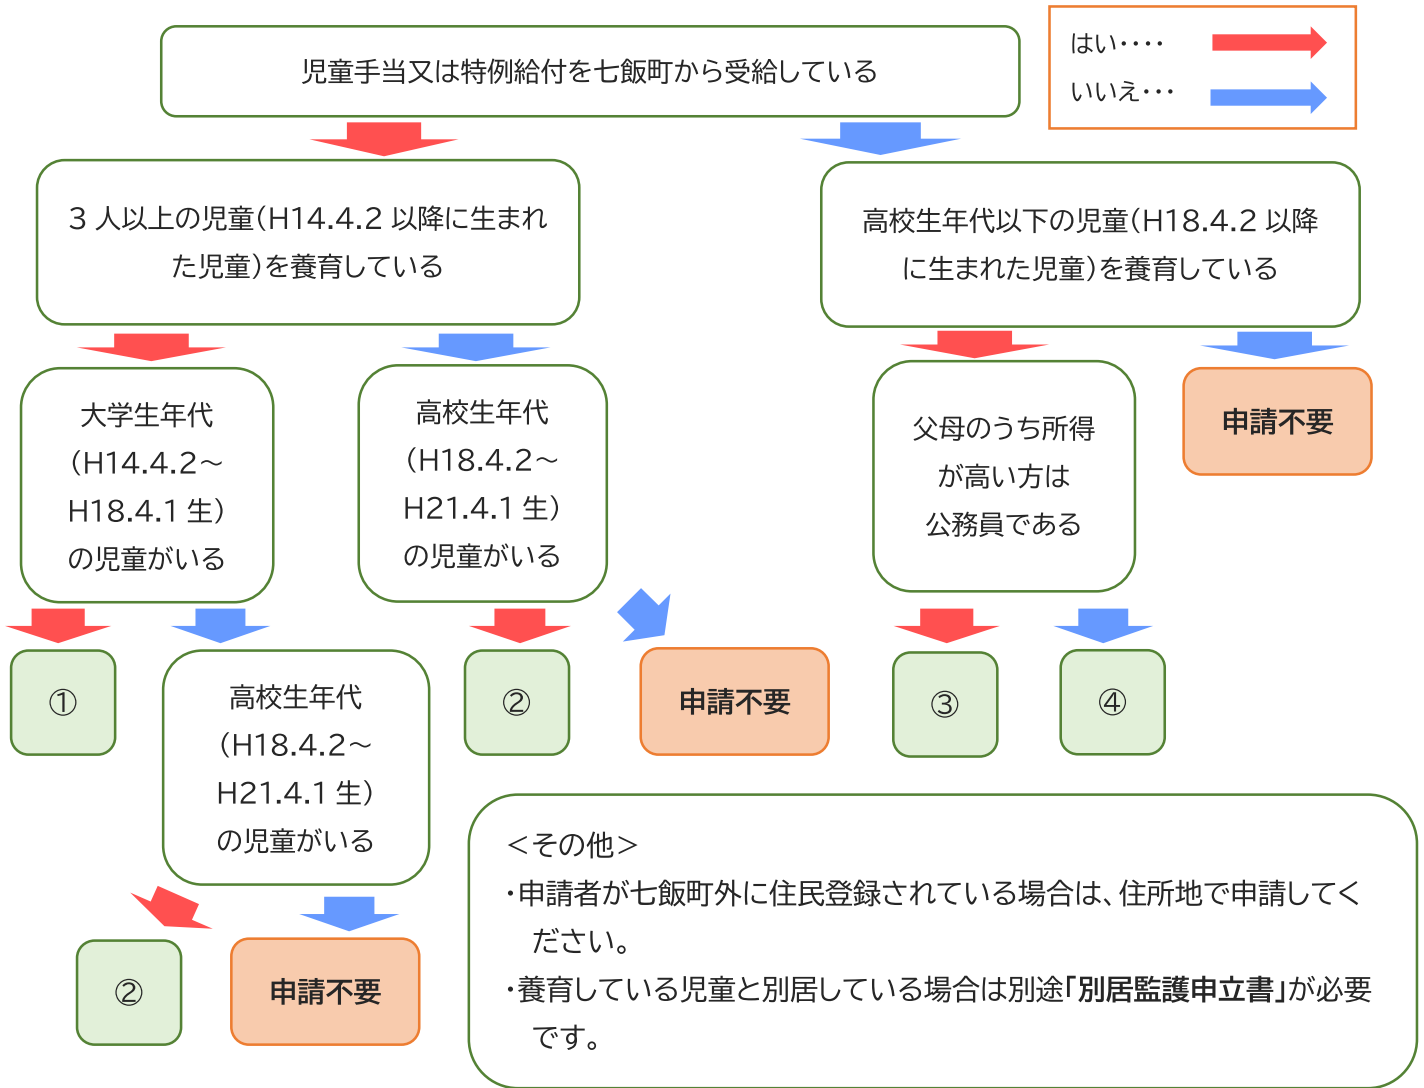 児童手当又は特例給付を七飯町から受給している
はい････
いいえ･･･
3 人以上の児童(H14.4.2 以降に生まれ
た児童)を養育している
高校生年代以下の児童(H18.4.2 以降
に生まれた児童)を養育している
大学生年代
(H14.4.2～
H18.4.1 生)
の児童がいる
高校生年代
(H18.4.2～
H21.4.1 生)
の児童がいる
父母のうち所得
が高い方は
公務員である
申請不要
①
高校生年代
(H18.4.2～
H21.4.1 生)
の児童がいる
②
申請不要
③
④
②
申請不要
＜その他＞
･申請者が七飯町外に住民登録されている場合は、住所地で申請してく
ださい。
･養育している児童と別居している場合は別途「別居監護申立書」が必要
です。